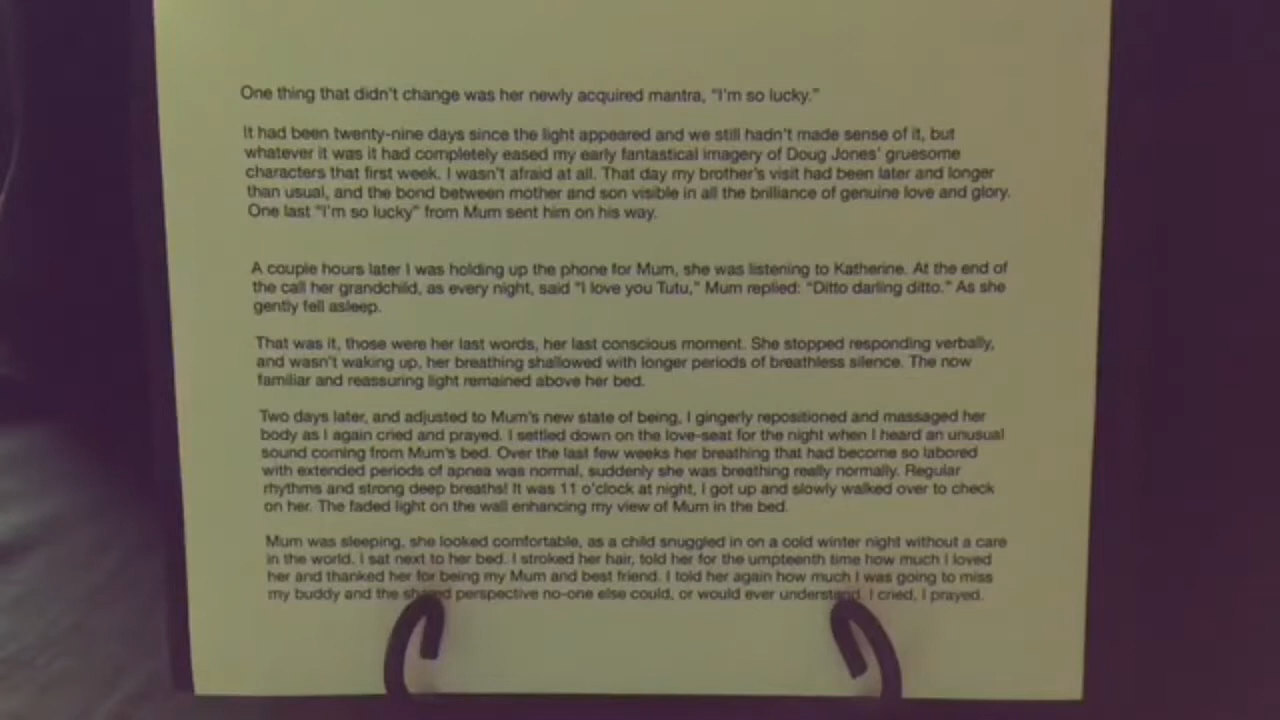 One thing that didn't change was her newly acquired mantra, "I'm so lucky."
It had been twenty-nine days since the light appeared and we still hadn't made sense of it, but
whatever it was it had completely eased my early fantastical imagery of Doug Jones' gruesome
characters that first week. I wasn't afraid at all. That day my brother's visit had been later and longer
than usual, and the bond between mother and son visible in all the brilliance of genuine love and glory.
One last "I'm so lucky" from Mum sent him on his way.
A couple hours later I was holding up the phone for Mum, she was listening to Katherine. At the end of
the call her grandchild, as every night, said "I love you Tutu," Mum replied: "Ditto darling ditto." As she
gently fell asleep.
That was it, those were her last words, her last conscious moment. She stopped responding verbally,
and wasn't waking up, her breathing shallowed with longer periods of breathless silence. The now
familiar and reassuring light remained above her bed.
Two days later, and adjusted to Mum's new state of being, I gingerly repositioned and massaged her
body as I again cried and prayed. I settled down on the love-seat for the night when I heard an unusual
sound coming from Mum's bed. Over the last few weeks her breathing that had become so labored
with extended periods of apnea was normal, suddenly she was breathing really normally. Regular
rhythms and strong deep breaths! It was 11 o'clock at night, I got up and slowly walked over to check
on her. The faded light on the wall enhancing my view of Mum in the bed.
Mum was sleeping, she looked comfortable, as a child snuggled in on a cold winter night without a care
in the world. I sat next to her bed. I stroked her hair, told her for the umpteenth time how much I loved
her and thanked her for being my Mum and best friend. I told her again how much I was going to miss
my buddy and the shared perspective no-one else could, or would ever understand. I cried, I prayed.